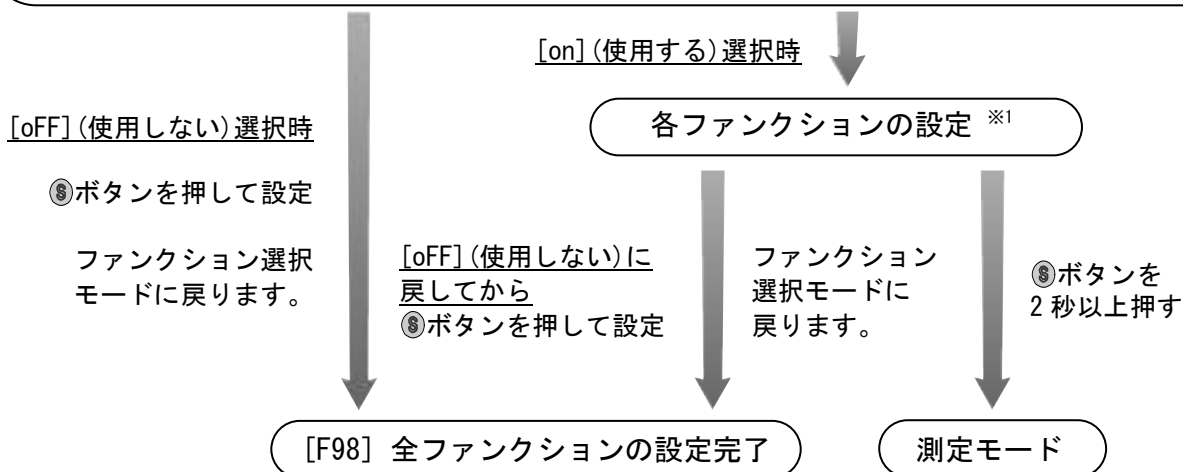 [on](使用する)選択時
各ファンクションの設定 ※1
[oFF](使用しない)選択時
Ⓢボタンを押して設定
ファンクション選択
モードに戻ります。
[oFF](使用しない)に
戻してから
Ⓢボタンを押して設定
ファンクション
選択モードに
戻ります。
Ⓢボタンを
2秒以上押す
[F98] 全ファンクションの設定完了
測定モード